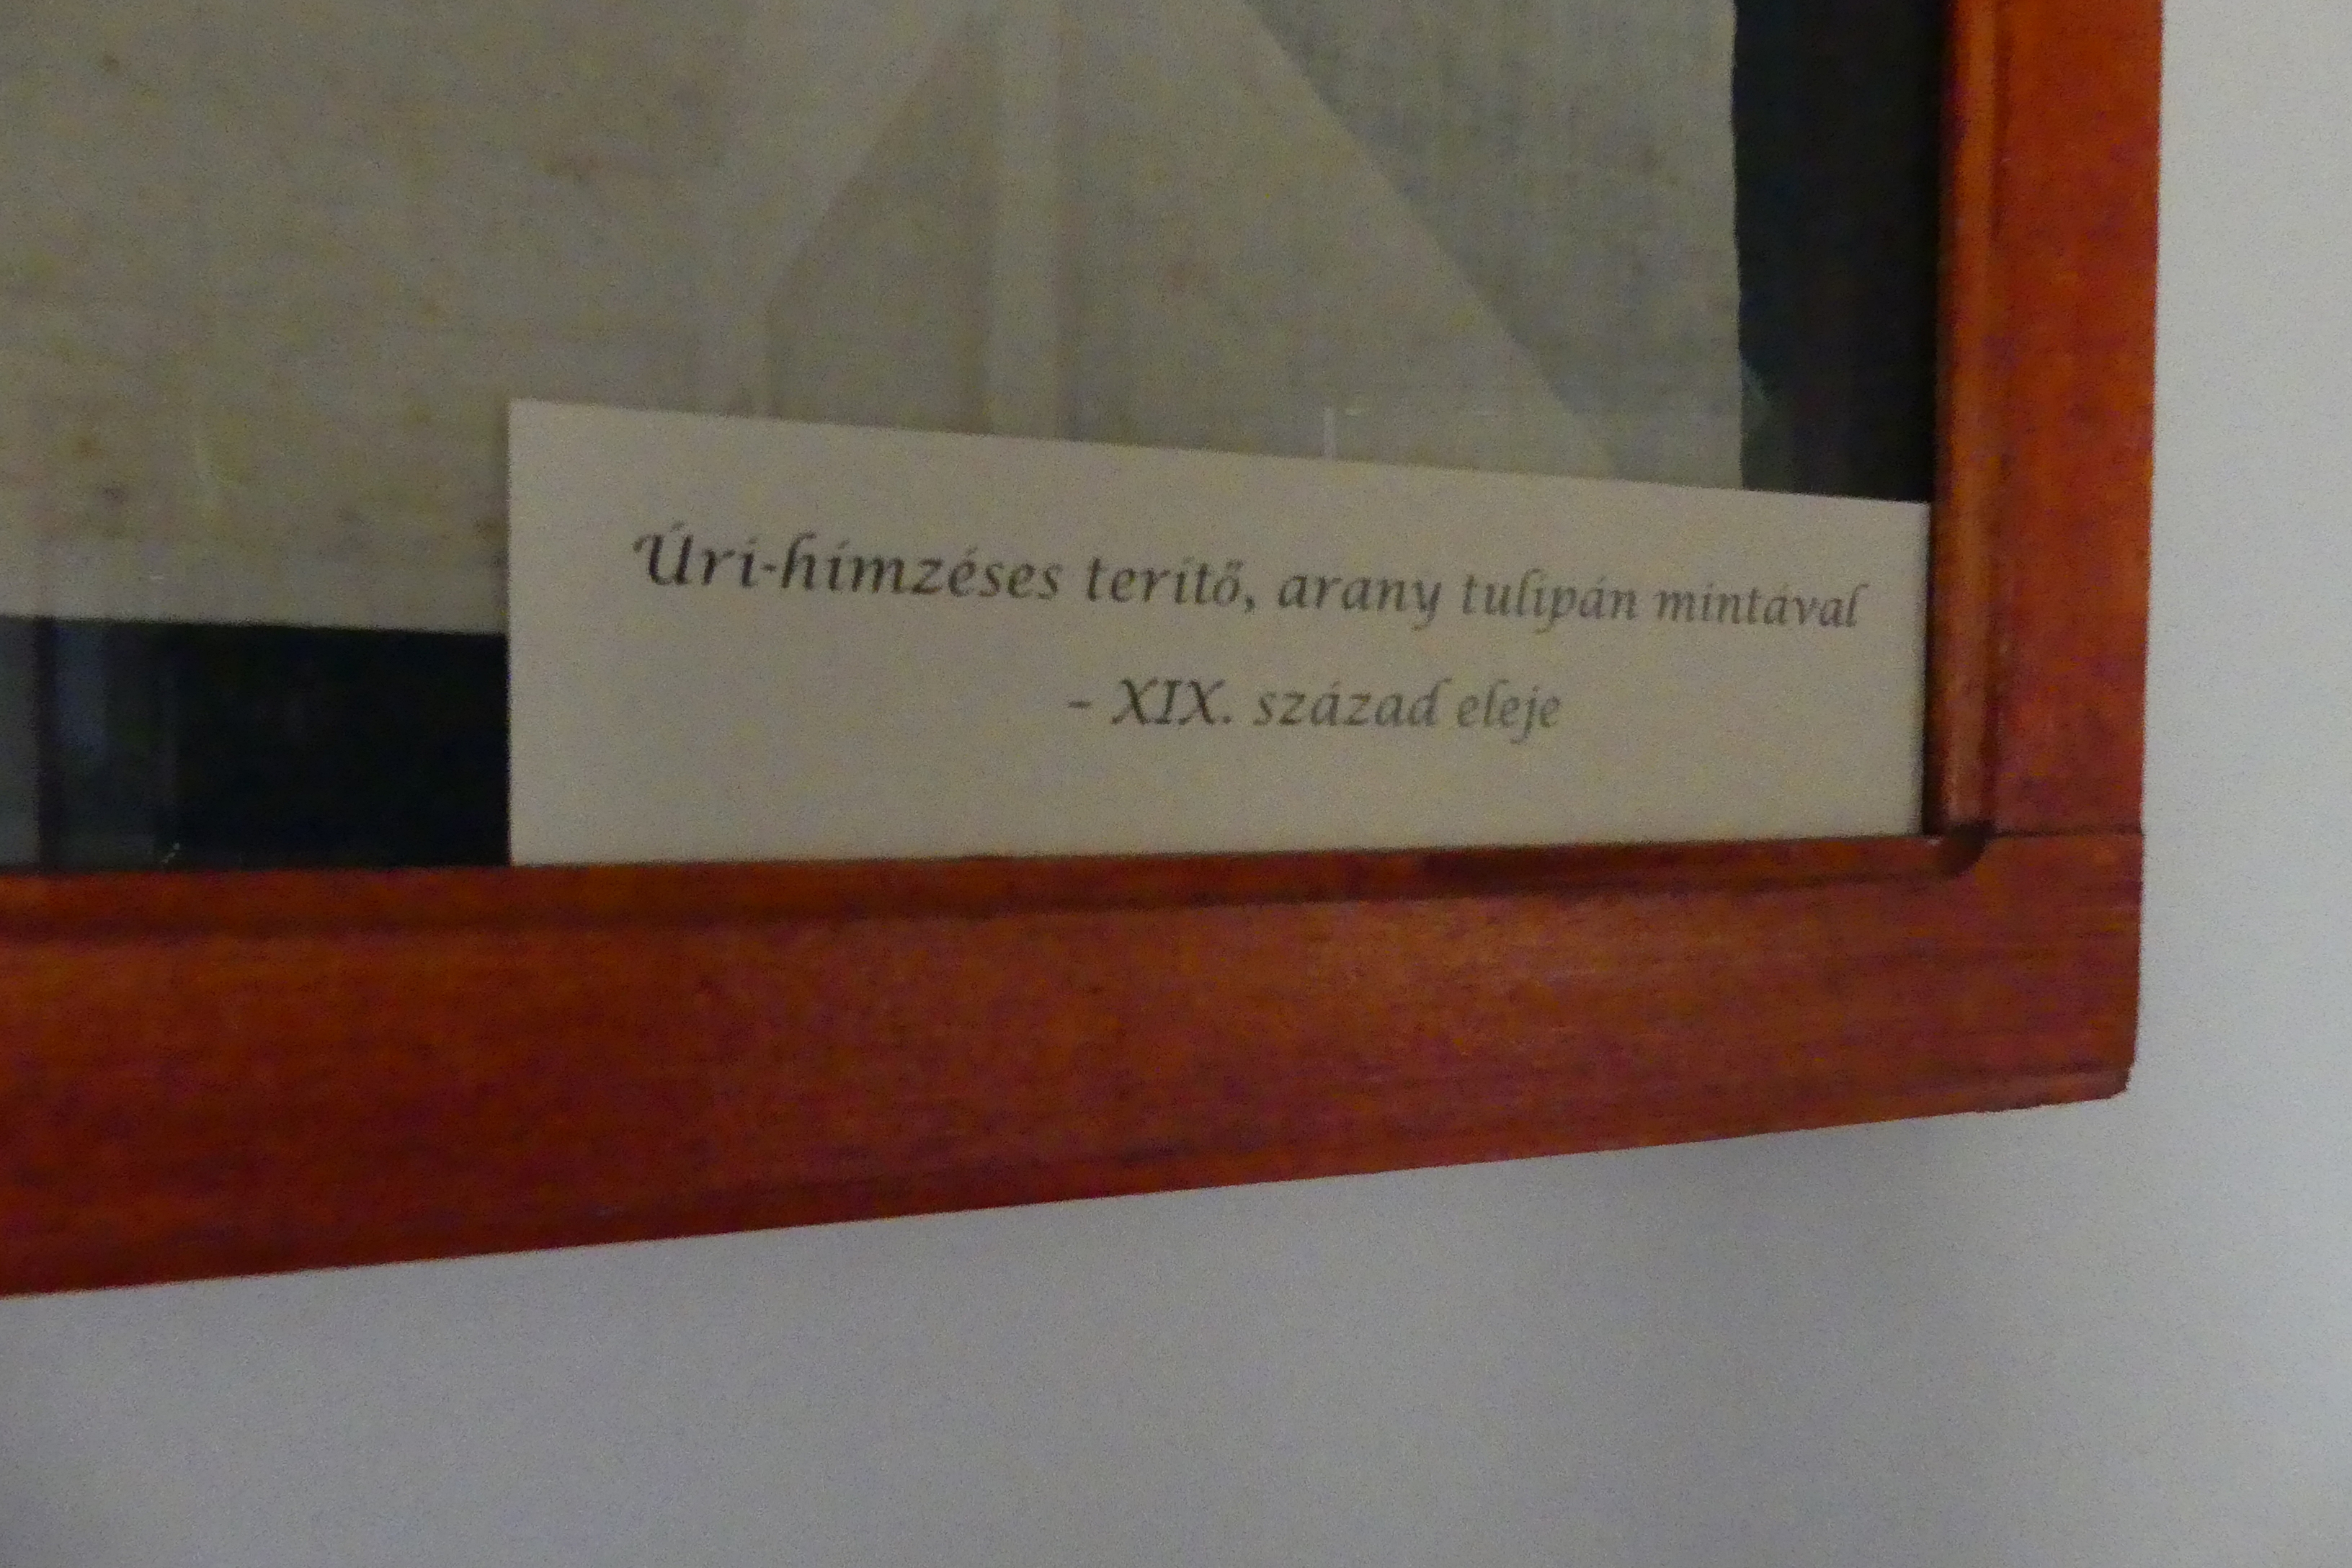 Úri-hímzéses terítő, arany tulipán mintával
- XIX. század eleje